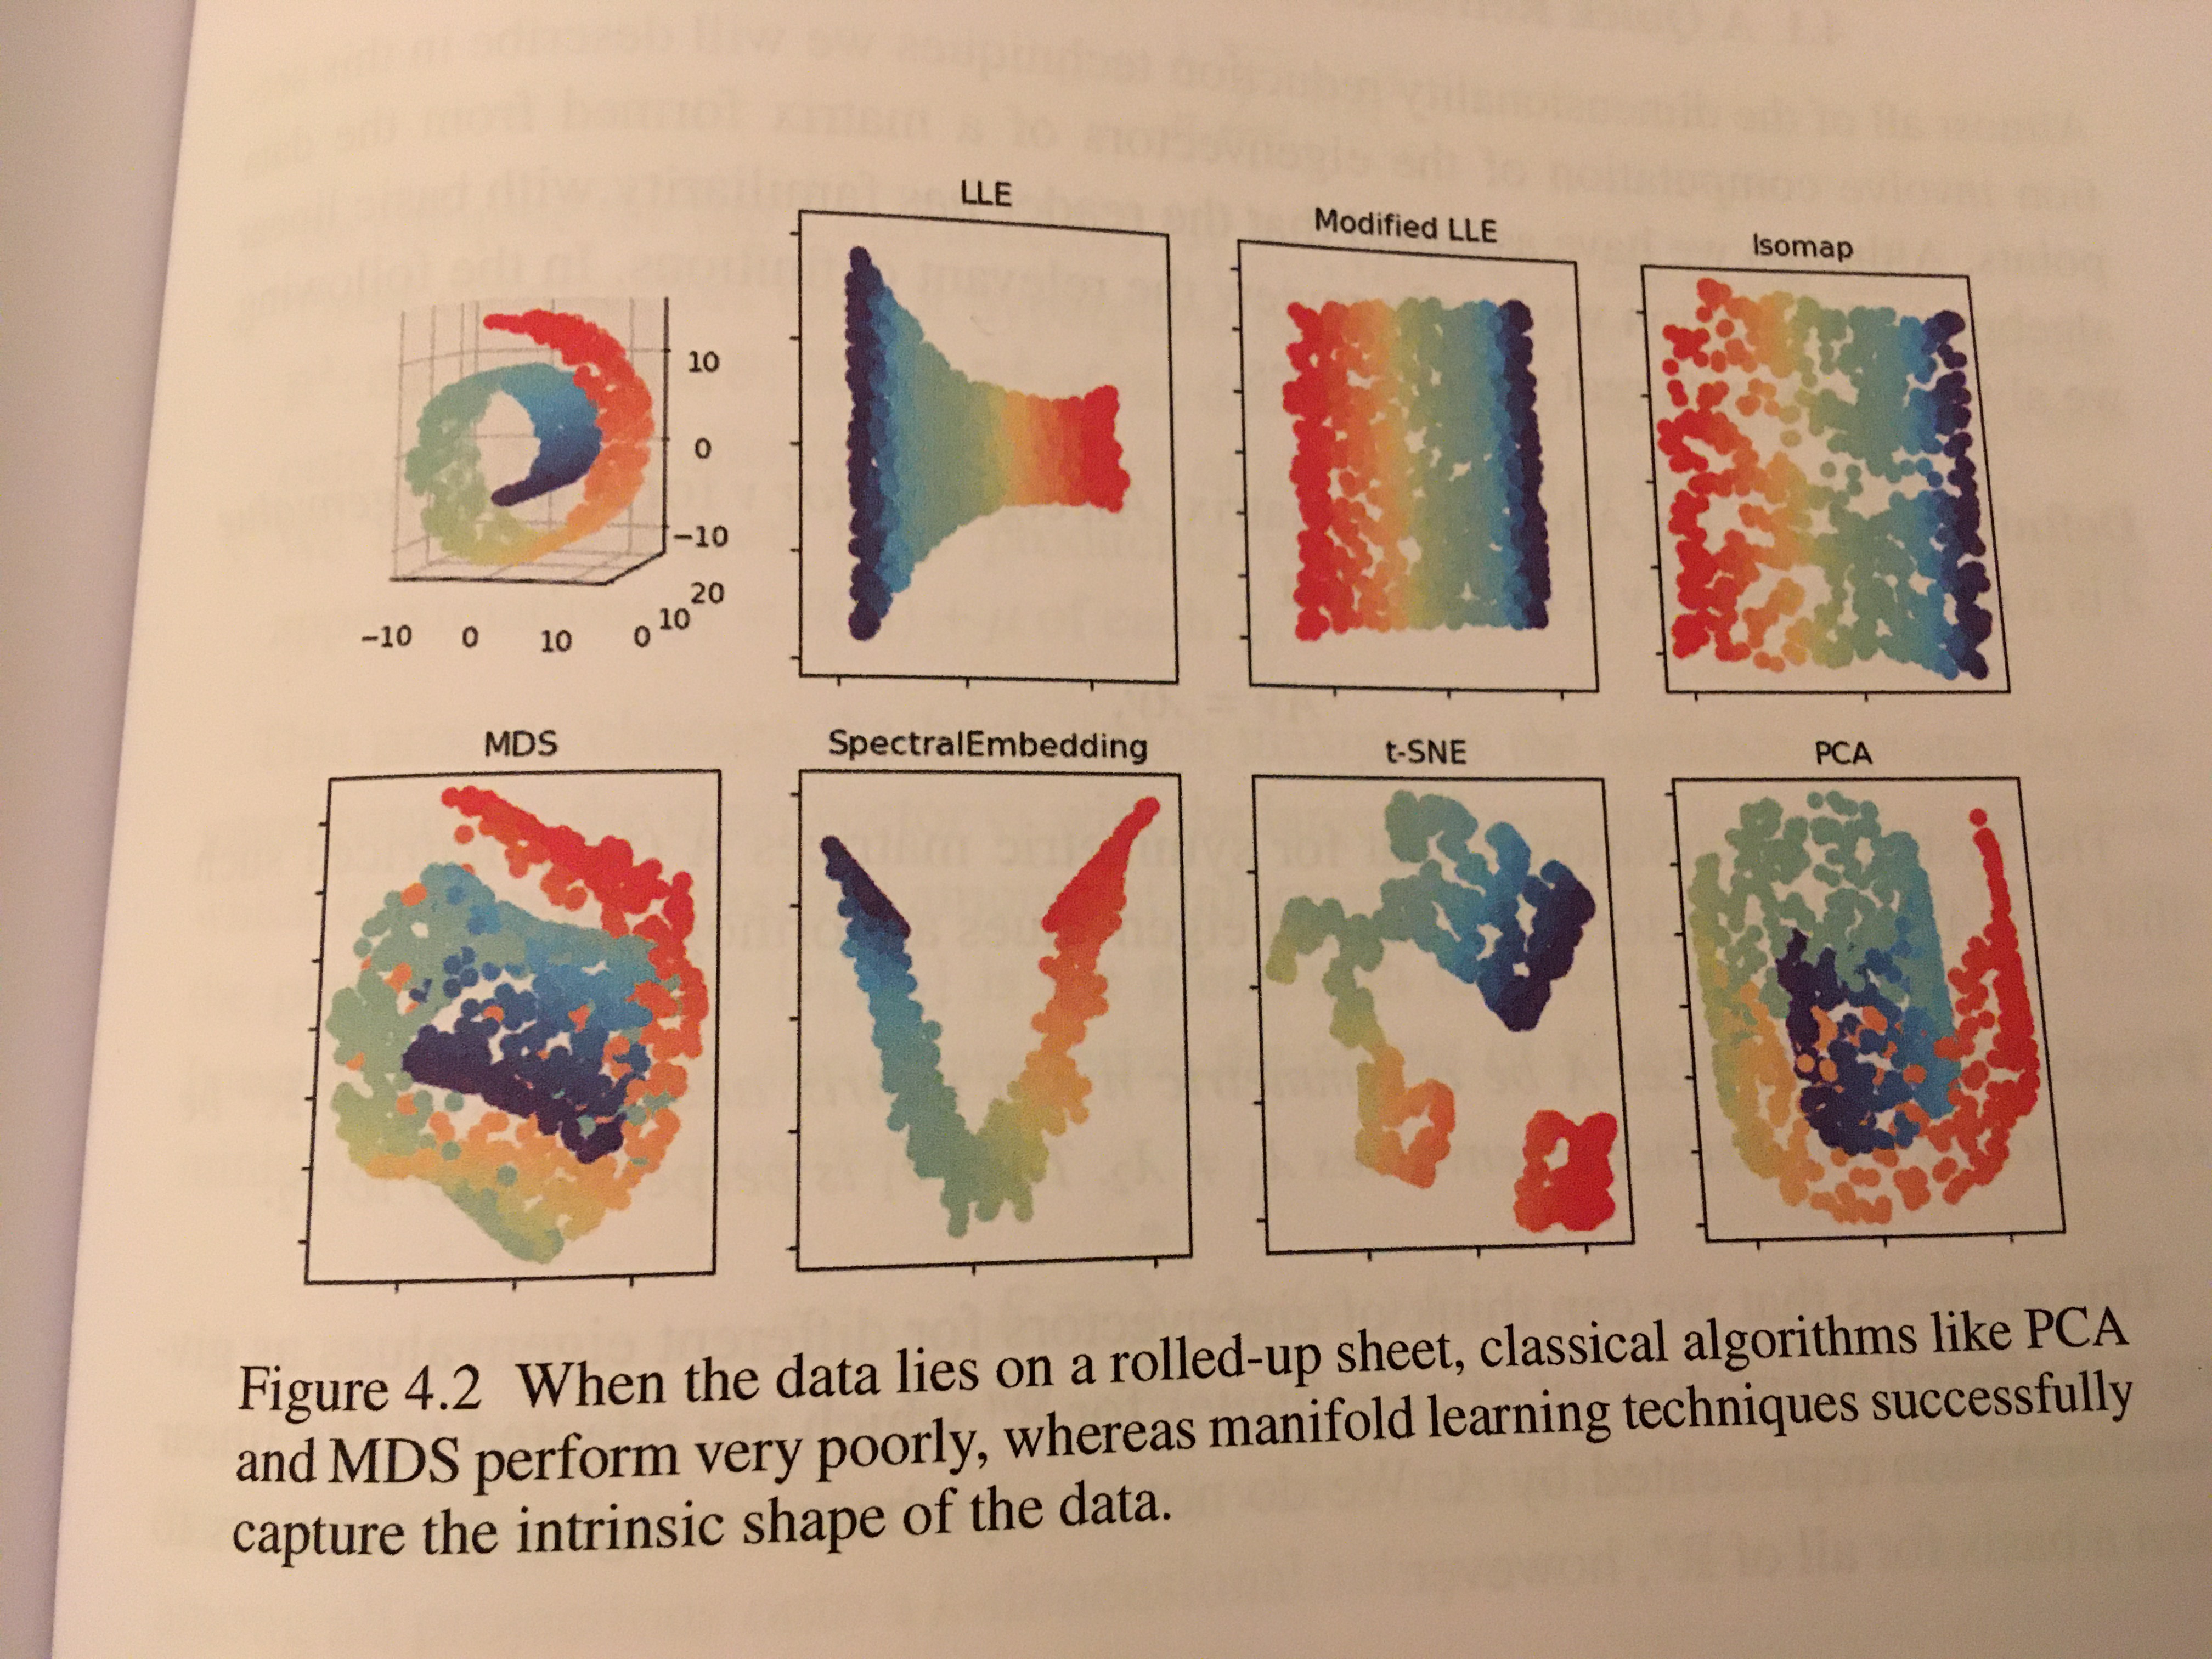 LLE
Modified LLE
Isomap
10
0
−10
20
10
0
−10 0 10
MDS
SpectralEmbedding
t-SNE
PCA
Figure 4.2 When the data lies on a rolled-up sheet, classical algorithms like PCA
and MDS perform very poorly, whereas manifold learning techniques successfully
capture the intrinsic shape of the data.